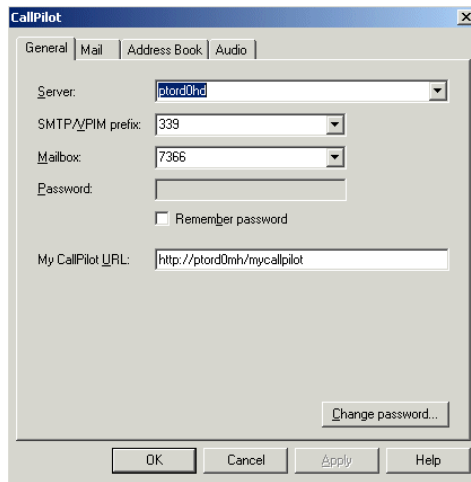 CallPilot
General Mail Address Book Audio
Server: ptord0hd
SMTP/VPIM prefix: 339
Mailbox: 7366
Password:
Remember password
My CallPilot URL: http://ptord0mh/mycallpilot
Change password...
OK Cancel Apply Help